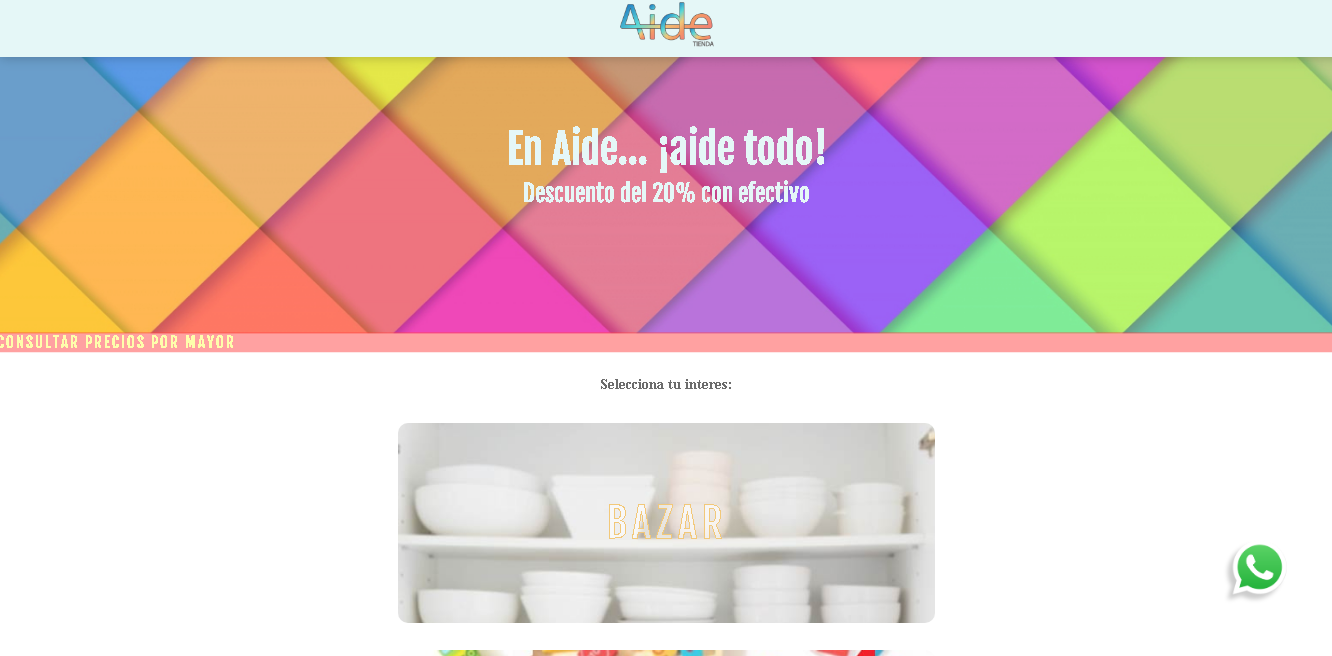 Aide
TIENDA
En Aide... ¡aide todo!
Descuento del 20% con efectivo
CONSULTAR PRECIOS POR MAYOR
Selecciona tu interes:
BAZAR